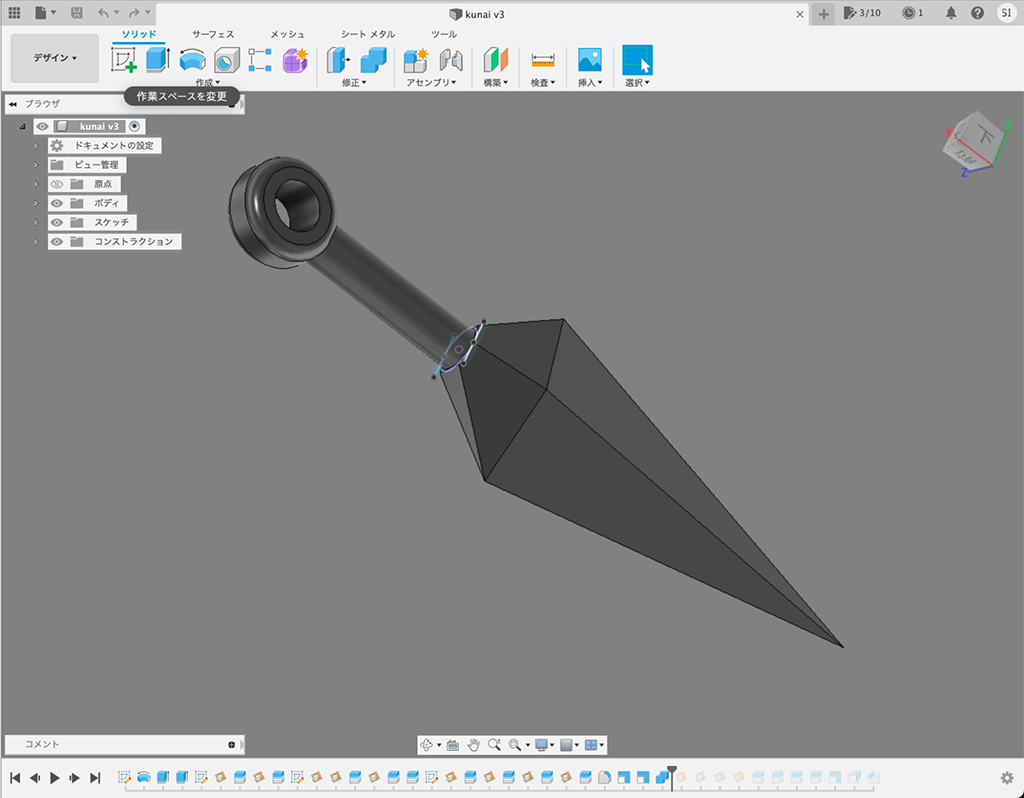 kunai v3
3/10
1
SI
デザイン
ソリッド
サーフェス
メッシュ
シート メタル
ツール
作成
修正
アセンブリ
構築
検査
挿入
選択
作業スペースを変更
ブラウザ
kunai v3
ドキュメントの設定
ビュー管理
原点
ボディ
スケッチ
コンストラクション
下
X
Z
コメント